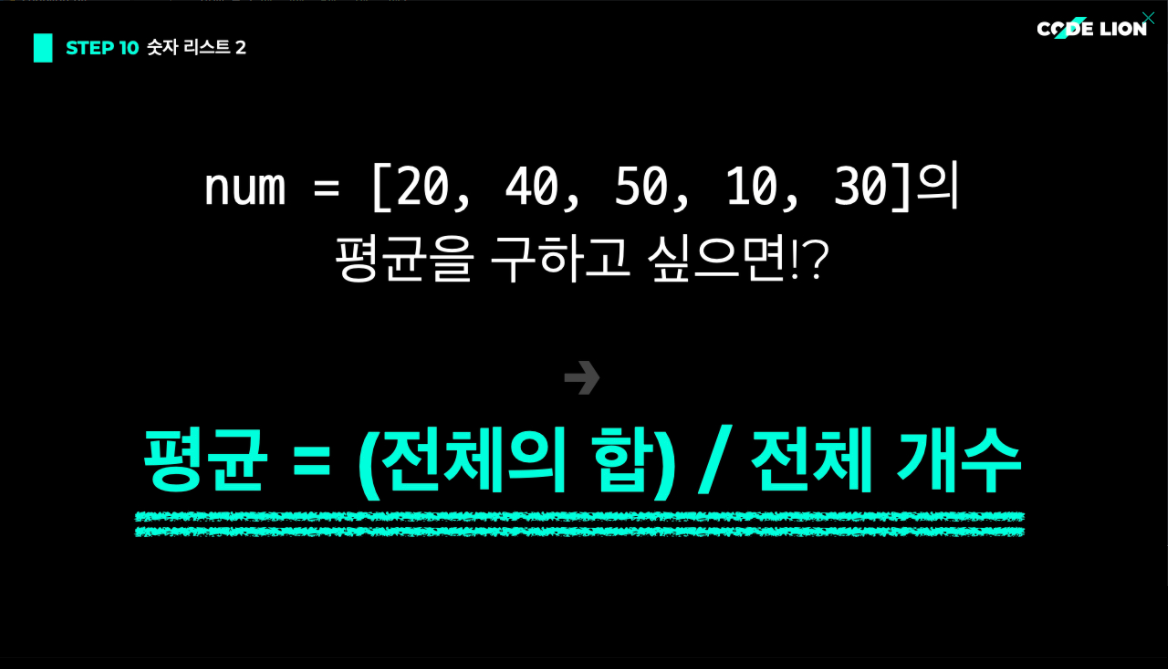 STEP 10 숫자 리스트 2
CODE LION
num = [20, 40, 50, 10, 30]의
평균을 구하고 싶으면!?
평균 = (전체의 합) / 전체 개수